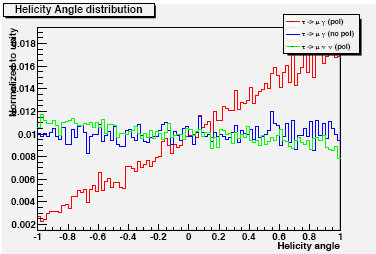 Helicity Angle distribution
Normalized to unity
τ -> μ γ (pol)
τ -> μ γ (no pol)
τ -> μ ν ν (pol)
0.018
0.016
0.014
0.012
0.01
0.008
0.006
0.004
0.002
-1 -0.8 -0.6 -0.4 -0.2 0 0.2 0.4 0.6 0.8 1
Helicity angle